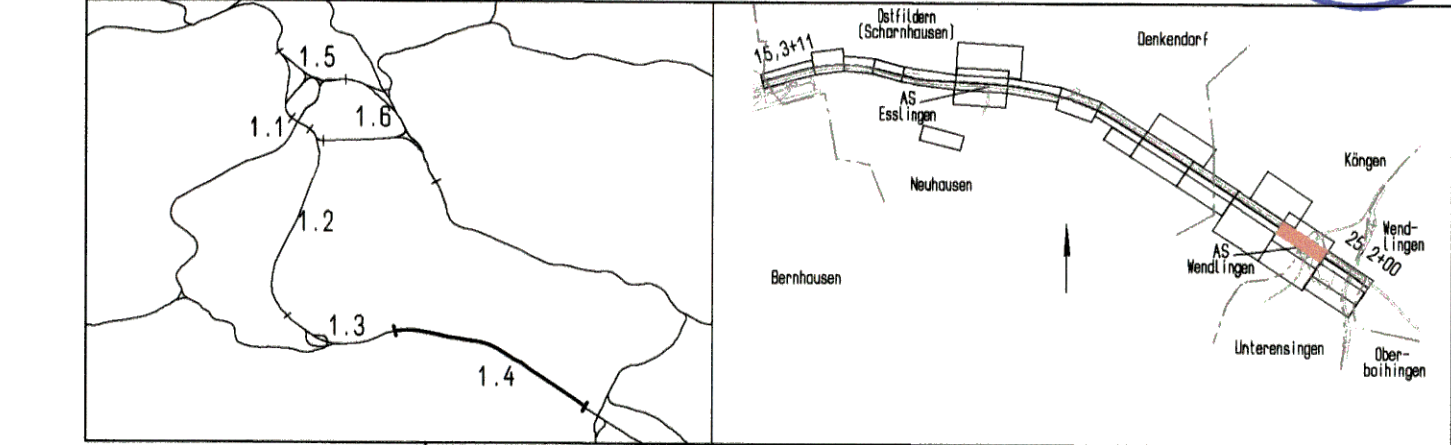 1.5
1.1
1.6
1.2
1.3
1.4
15,3+11
Ostfildern
(Scharnhausen)
Denkendorf
AS
Esslingen
Neuhausen
Köngen
Wend-
lingen
25,2+00
AS
Wendlingen
Bernhausen
Unterensingen
Ober-
boihingen